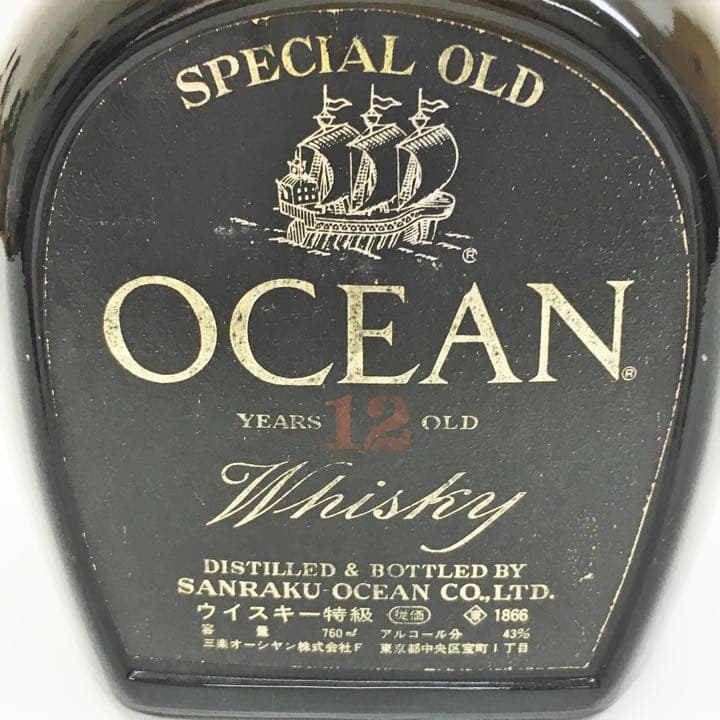 SPECIAL OLD
®
OCEAN®
YEARS 12 OLD
Whisky
DISTILLED & BOTTLED BY
SANRAKU-OCEAN CO.,LTD.
ウイスキー特級 従価 東 1866
容量 760㎖ アルコール分 43%
三楽オーシャン株式会社F 東京都中央区宝町1丁目